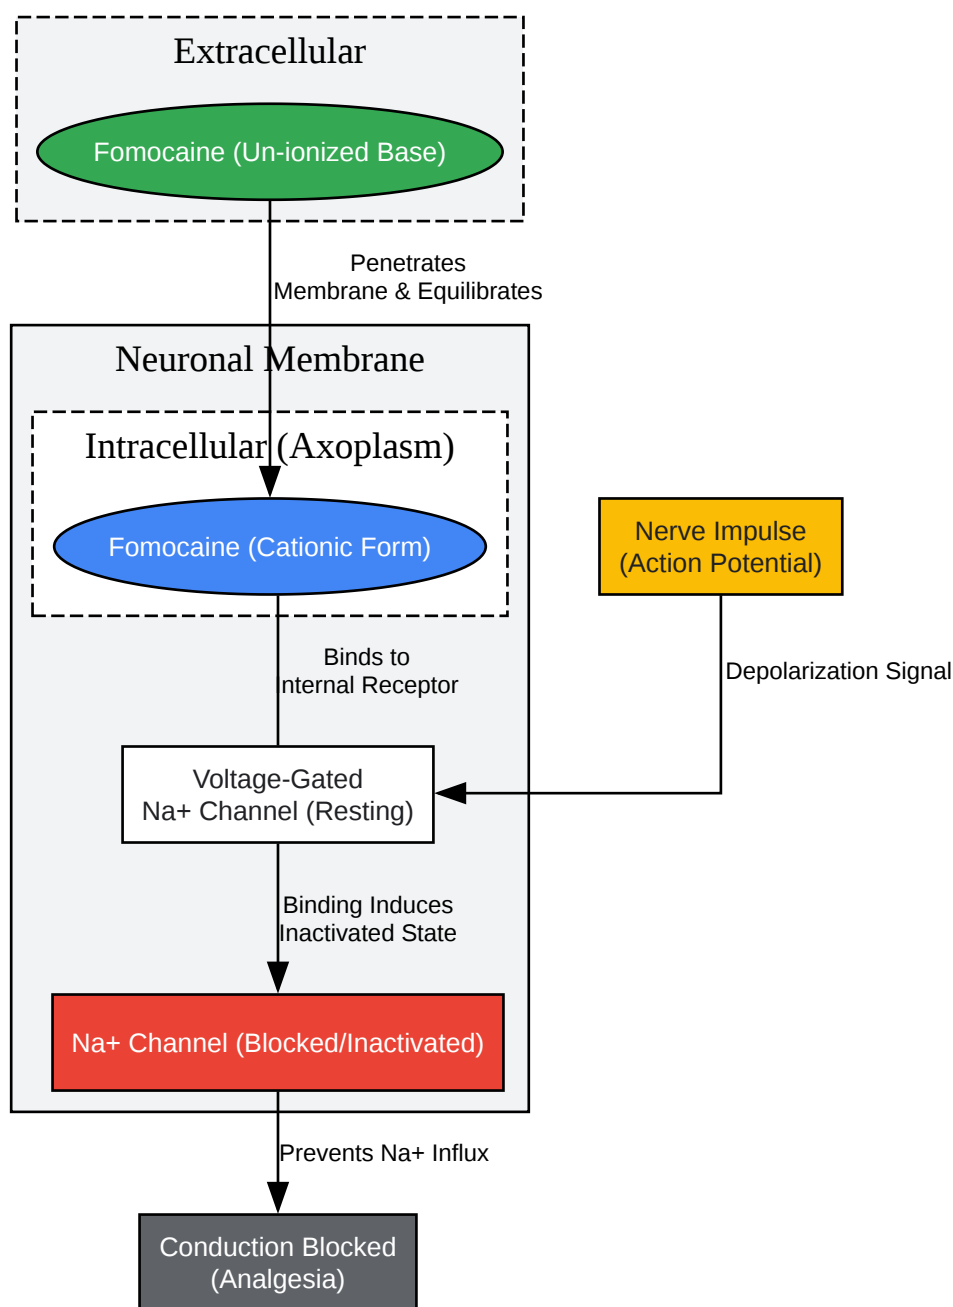 Extracellular
Fomocaine (Un-ionized Base)
Penetrates
Membrane & Equilibrates
Neuronal Membrane
Intracellular (Axoplasm)
Fomocaine (Cationic Form)
Nerve Impulse
(Action Potential)
Binds to
Internal Receptor
Depolarization Signal
Voltage-Gated
Na+ Channel (Resting)
Binding Induces
Inactivated State
Na+ Channel (Blocked/Inactivated)
Prevents Na+ Influx
Conduction Blocked
(Analgesia)